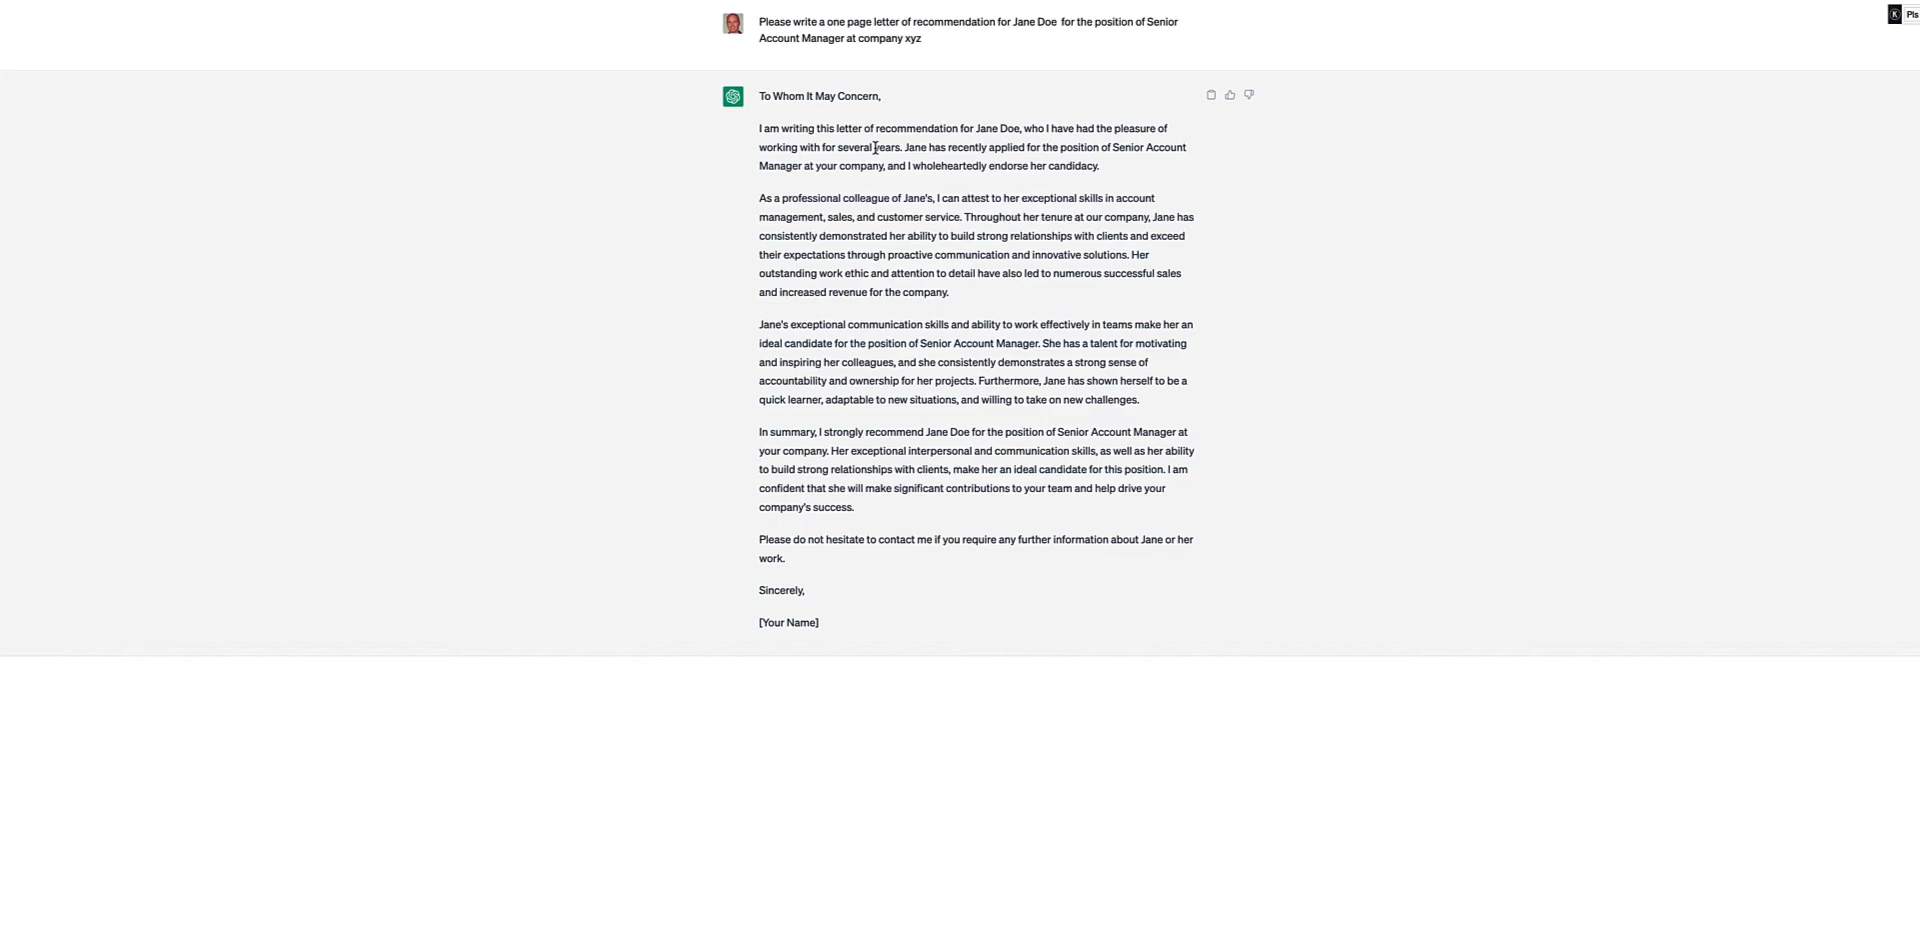 Please write a one page letter of recommendation for Jane Doe for the position of Senior
Account Manager at company xyz
Pls
To Whom It May Concern,
I am writing this letter of recommendation for Jane Doe, who I have had the pleasure of
working with for several years. Jane has recently applied for the position of Senior Account
Manager at your company, and I wholeheartedly endorse her candidacy.
As a professional colleague of Jane's, I can attest to her exceptional skills in account
management, sales, and customer service. Throughout her tenure at our company, Jane has
consistently demonstrated her ability to build strong relationships with clients and exceed
their expectations through proactive communication and innovative solutions. Her
outstanding work ethic and attention to detail have also led to numerous successful sales
and increased revenue for the company.
Jane's exceptional communication skills and ability to work effectively in teams make her an
ideal candidate for the position of Senior Account Manager. She has a talent for motivating
and inspiring her colleagues, and she consistently demonstrates a strong sense of
accountability and ownership for her projects. Furthermore, Jane has shown herself to be a
quick learner, adaptable to new situations, and willing to take on new challenges.
In summary, I strongly recommend Jane Doe for the position of Senior Account Manager at
your company. Her exceptional interpersonal and communication skills, as well as her ability
to build strong relationships with clients, make her an ideal candidate for this position. I am
confident that she will make significant contributions to your team and help drive your
company's success.
Please do not hesitate to contact me if you require any further information about Jane or her
work.
Sincerely,
[Your Name]